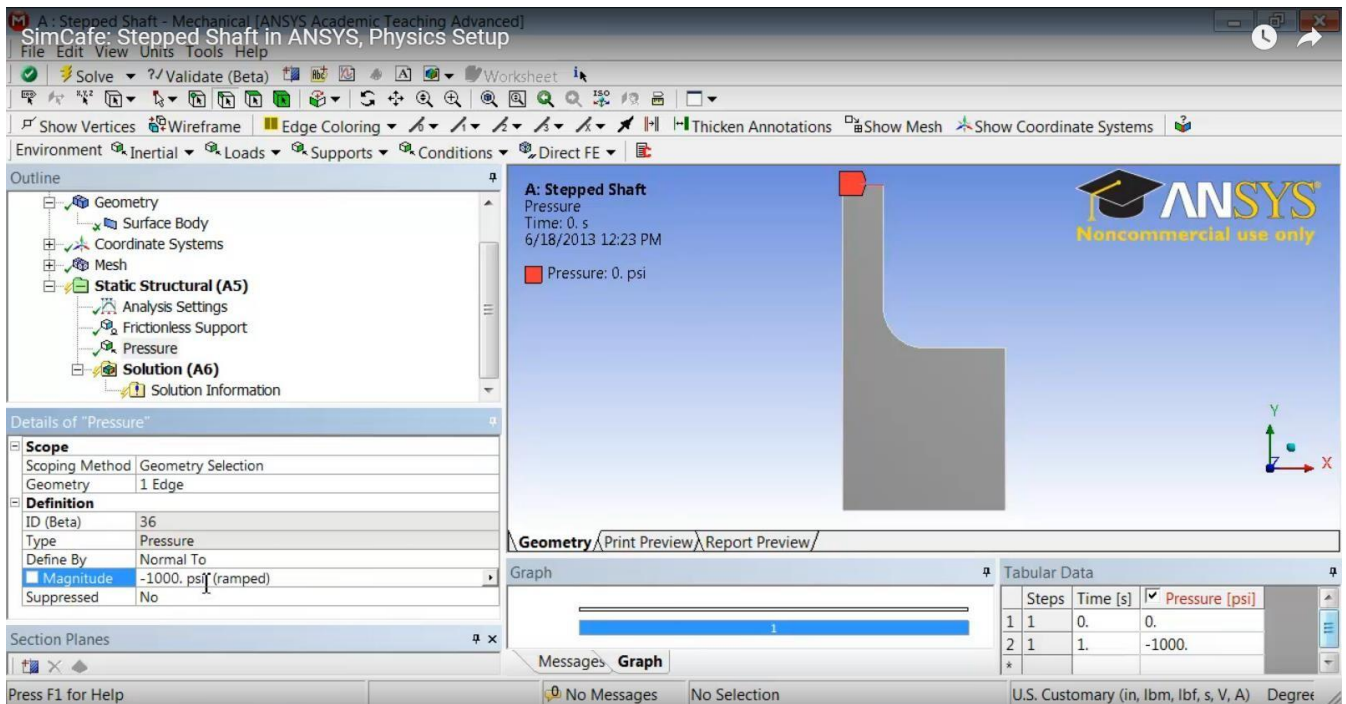 A : Stepped Shaft - Mechanical [ANSYS Academic Teaching Advanced]
SimCafe: Stepped Shaft in ANSYS, Physics Setup
File Edit View Units Tools Help
Solve ?✓ Validate (Beta) A Worksheet i
ISO
Show Vertices Wireframe Edge Coloring Thicken Annotations Show Mesh Show Coordinate Systems
Environment Inertial Loads Supports Conditions Direct FE
Outline
Geometry
Surface Body
Coordinate Systems
Mesh
Static Structural (A5)
Analysis Settings
Frictionless Support
Pressure
Solution (A6)
Solution Information
Details of "Pressure"
Scope
Scoping Method Geometry Selection
Geometry 1 Edge
Definition
ID (Beta) 36
Type Pressure
Define By Normal To
Magnitude -1000. psi (ramped)
Suppressed No
Section Planes
A: Stepped Shaft
Pressure
Time: 0. s
6/18/2013 12:23 PM
Pressure: 0. psi
ANSYS
Noncommercial use only
Y
Z X
Geometry Print Preview Report Preview
Graph
1
Messages Graph
Tabular Data
Steps Time [s] Pressure [psi]
1 1 0. 0.
2 1 1. -1000.
*
Press F1 for Help 0 No Messages No Selection U.S. Customary (in, lbm, lbf, s, V, A) Degree